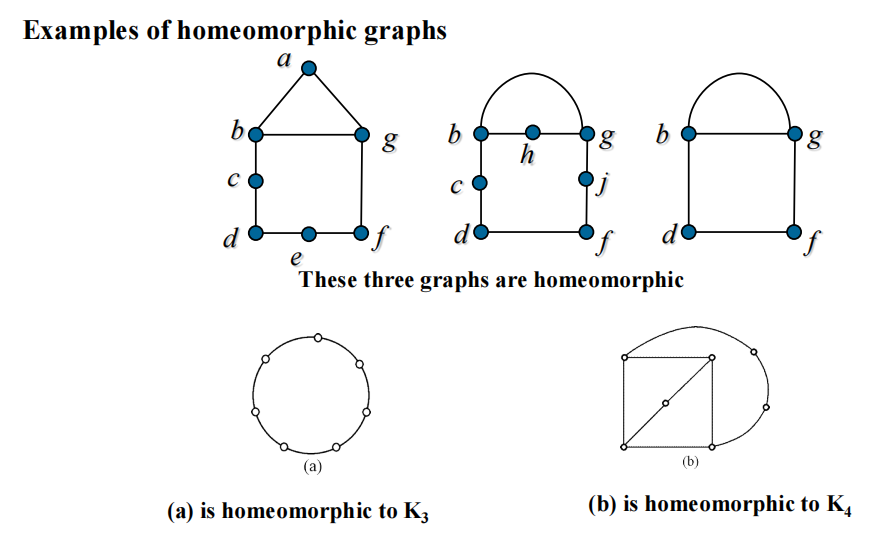 Examples of homeomorphic graphs
a
b g b g b g
h
c c j
d f d f d f
e
These three graphs are homeomorphic
(a) (b)
(a) is homeomorphic to K₃ (b) is homeomorphic to K₄